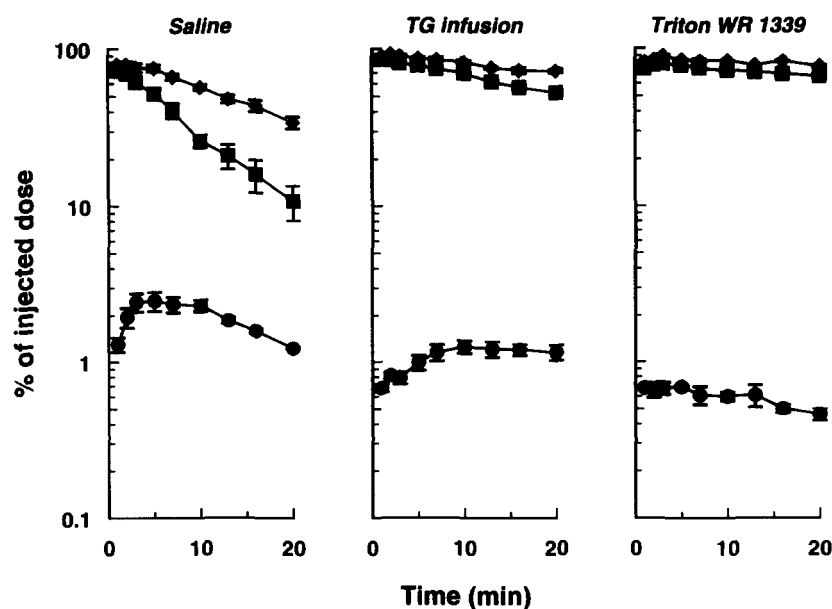 Saline
TG infusion
Triton WR 1339
% of injected dose
100
10
1
0.1
0 10 20
0 10 20
0 10 20
Time (min)